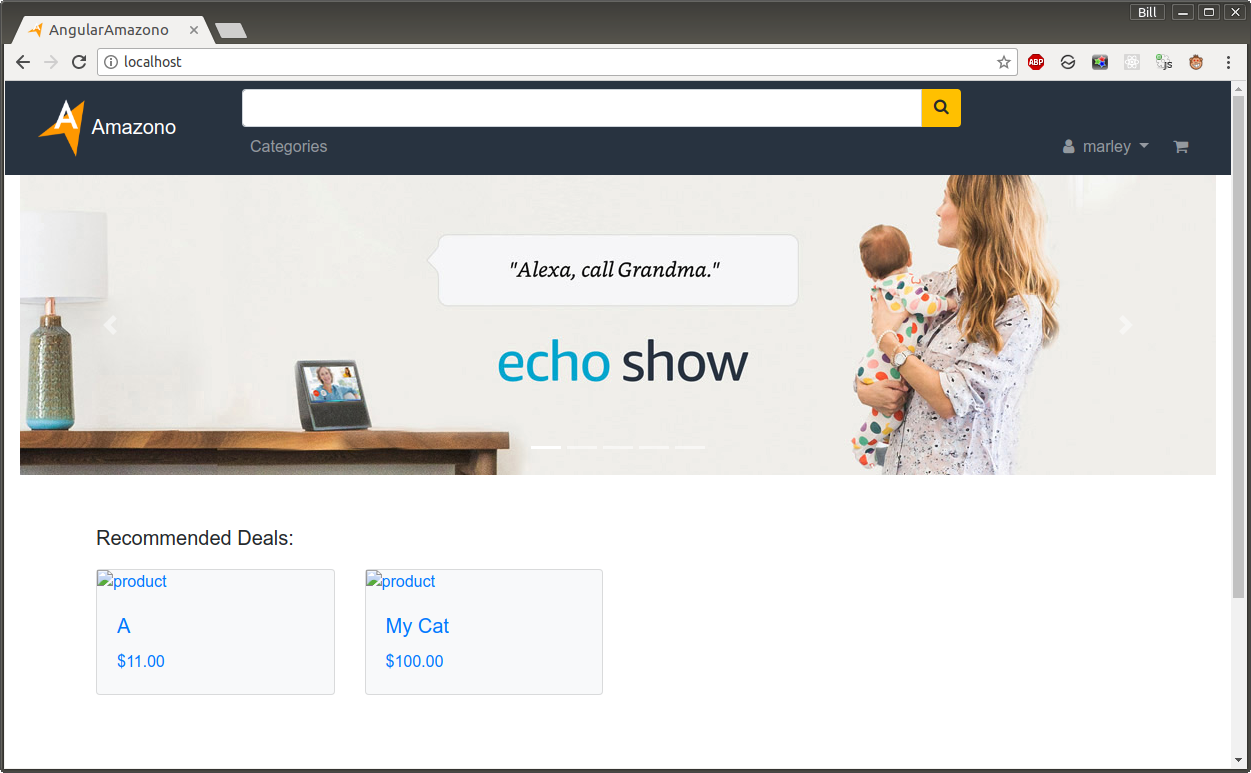 Bill
AngularAmazono
localhost
ABP
js
A
Amazono
Categories
marley
"Alexa, call Grandma."
echo show
Recommended Deals:
product
product
A
My Cat
$11.00
$100.00